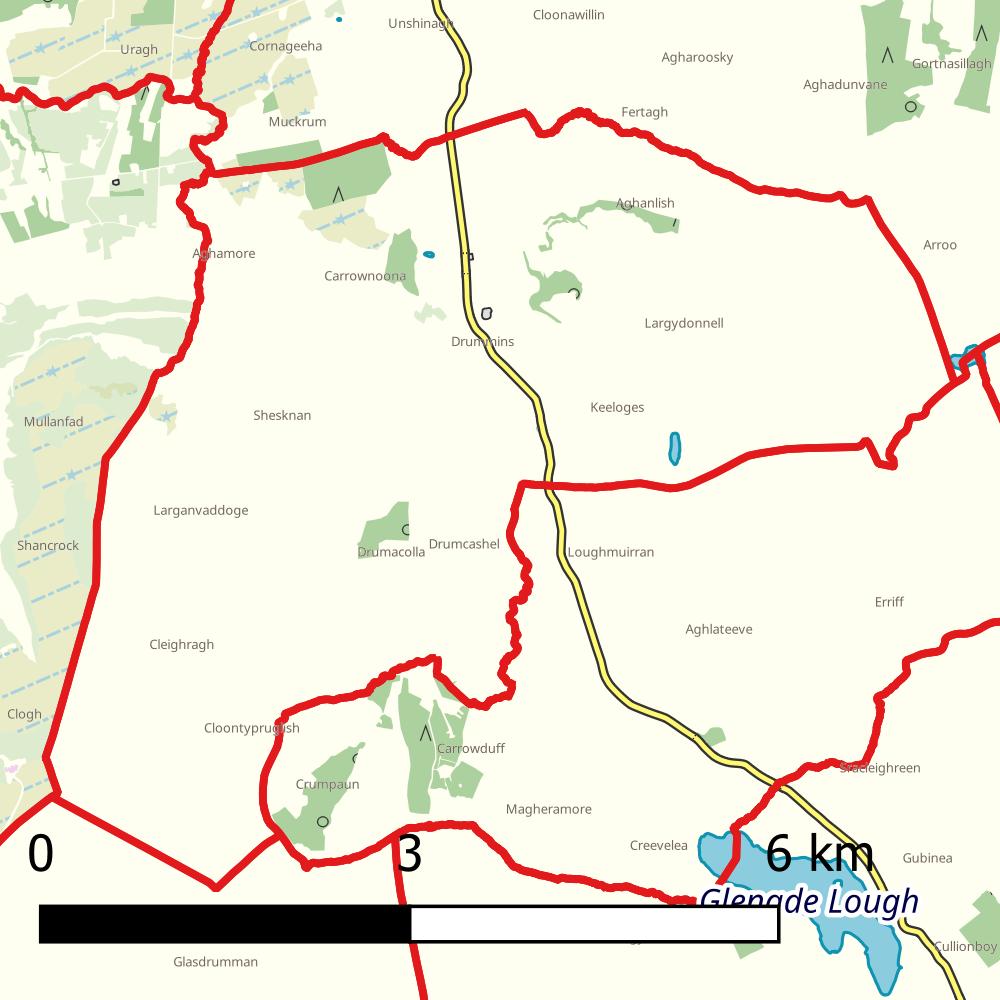 Cloonawillin
Unshinagh
Cornageeha
Uragh
Agharoosky
Gortnasillagh
Aghadunvane
Fertagh
Muckrum
Aghanlish
Arroo
Aghamore
Carrownoona
Largydonnell
Drummins
Keeloges
Shesknan
Mullanfad
Larganvaddoge
Shancrock
Drumcashel
Drumacolla
Loughmuirran
Erriff
Aghlateeve
Cleighragh
Clogh
Cloontyprughish
Carrowduff
Sracleighreen
Crumpaun
Magheramore
Creevelea
0 3 6 km
Gubinea
Glenade Lough
Cullionboy
Glasdrumman